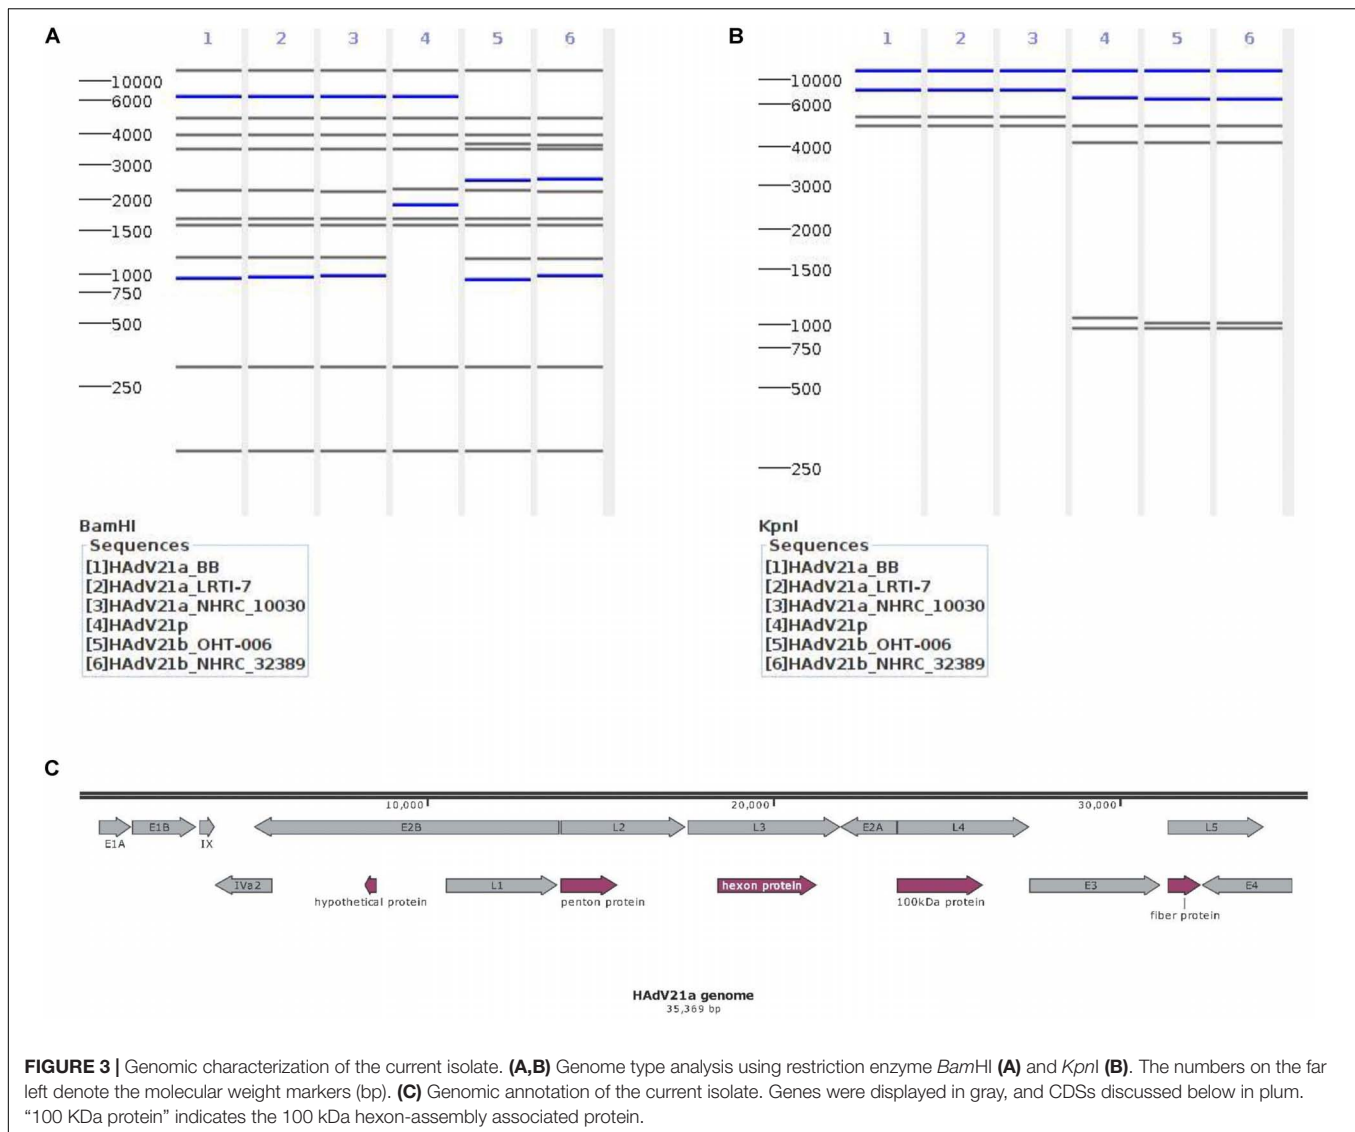 A
1 2 3 4 5 6
10000
6000
4000
3000
2000
1500
1000
750
500
250
BamHI
Sequences
[1]HAdV21a_BB
[2]HAdV21a_LRTI-7
[3]HAdV21a_NHRC_10030
[4]HAdV21p
[5]HAdV21b_OHT-006
[6]HAdV21b_NHRC_32389
B
1 2 3 4 5 6
10000
6000
4000
3000
2000
1500
1000
750
500
250
KpnI
Sequences
[1]HAdV21a_BB
[2]HAdV21a_LRTI-7
[3]HAdV21a_NHRC_10030
[4]HAdV21p
[5]HAdV21b_OHT-006
[6]HAdV21b_NHRC_32389
C
10,000 20,000 30,000
E1B E2B L2 L3 E2A L4 L5
E1A IX
IVa2 L1 hexon protein E3 E4
hypothetical protein penton protein 100kDa protein
fiber protein
HAdV21a genome
35,369 bp
FIGURE 3 | Genomic characterization of the current isolate. (A,B) Genome type analysis using restriction enzyme BamHI (A) and KpnI (B). The numbers on the far
left denote the molecular weight markers (bp). (C) Genomic annotation of the current isolate. Genes were displayed in gray, and CDSs discussed below in plum.
“100 KDa protein” indicates the 100 kDa hexon-assembly associated protein.